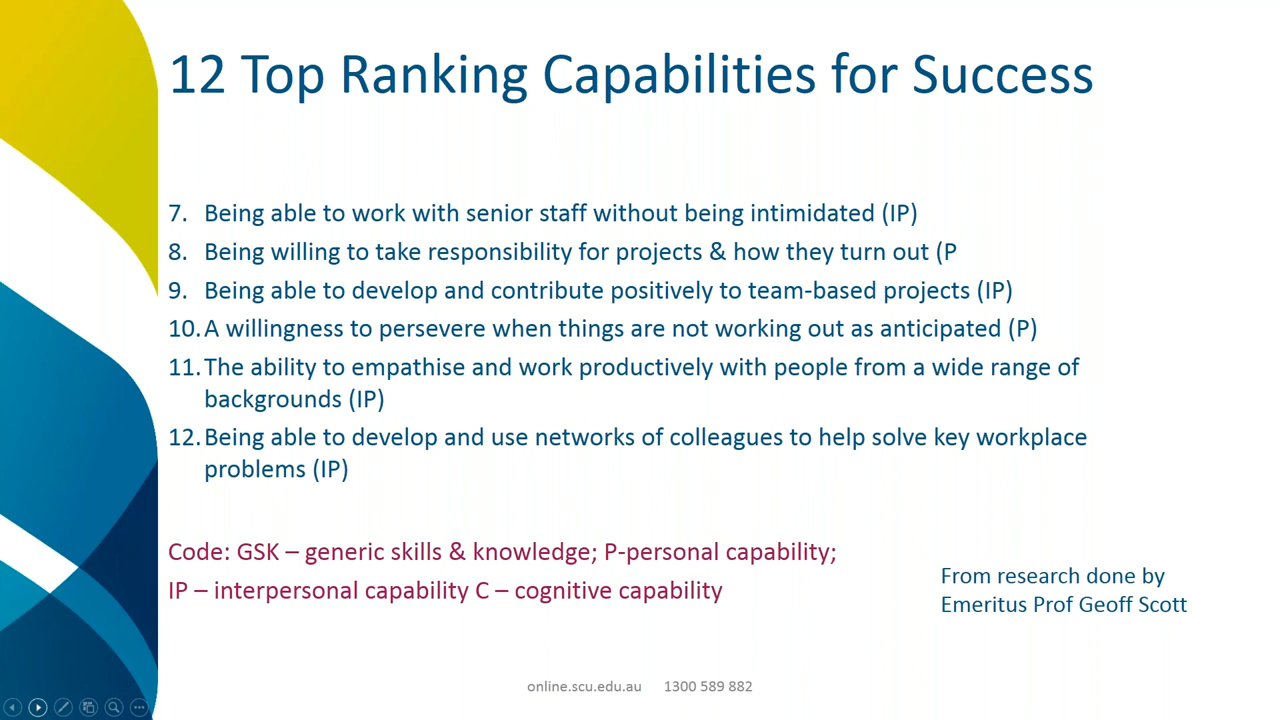 12 Top Ranking Capabilities for Success
7. Being able to work with senior staff without being intimidated (IP)
8. Being willing to take responsibility for projects & how they turn out (P
9. Being able to develop and contribute positively to team-based projects (IP)
10. A willingness to persevere when things are not working out as anticipated (P)
11. The ability to empathise and work productively with people from a wide range of
backgrounds (IP)
12. Being able to develop and use networks of colleagues to help solve key workplace
problems (IP)
Code: GSK – generic skills & knowledge; P-personal capability;
IP – interpersonal capability C – cognitive capability
From research done by
Emeritus Prof Geoff Scott
online.scu.edu.au 1300 589 882